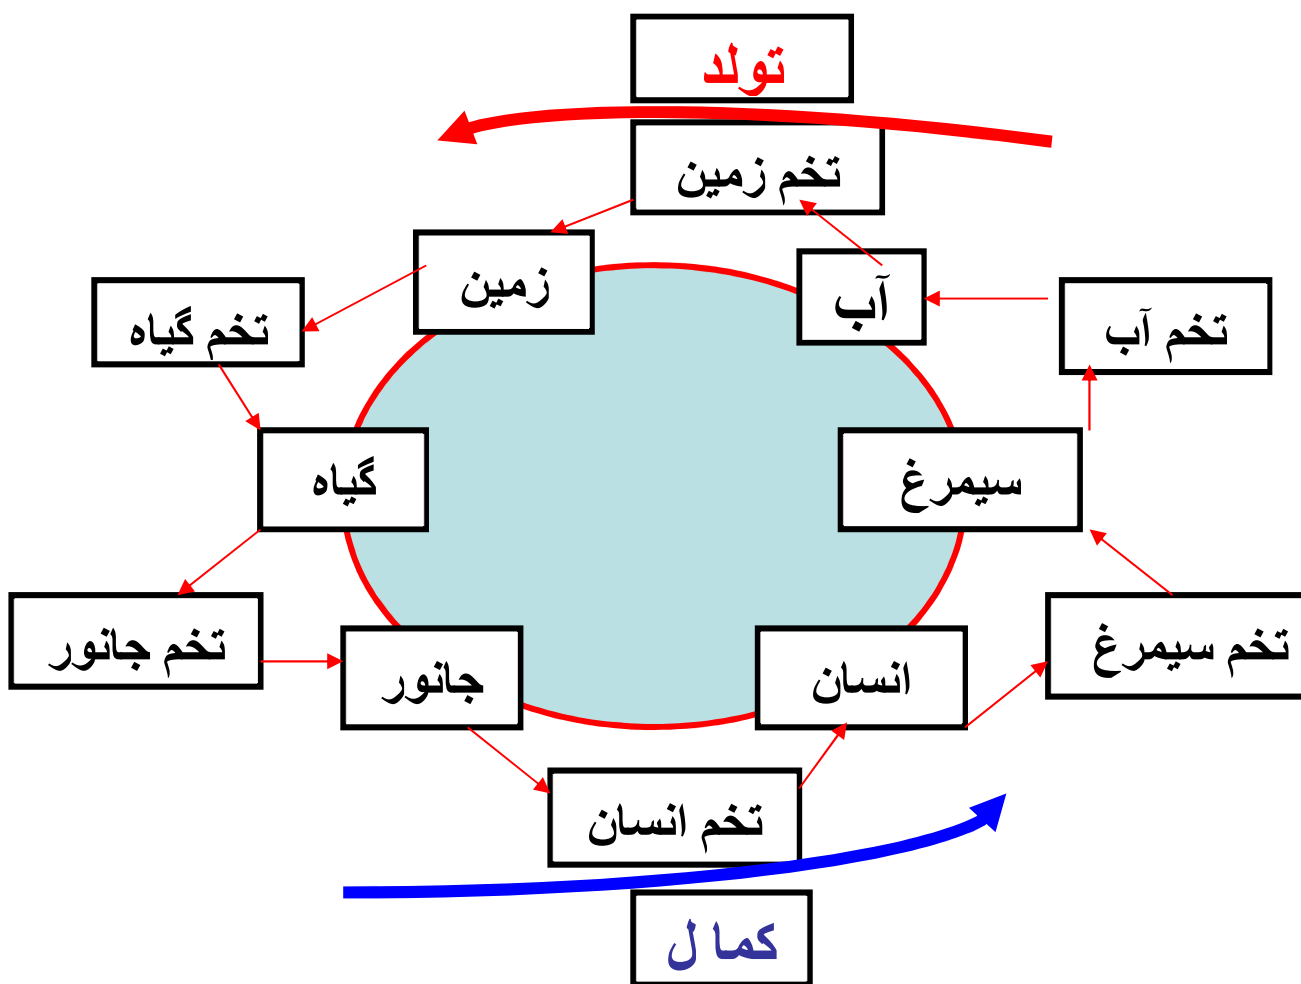 تولد
تخم زمین
آب
زمین
تخم آب
تخم گیاه
سیمرغ
گیاه
تخم سیمرغ
تخم جانور
انسان
جانور
تخم انسان
کما ل